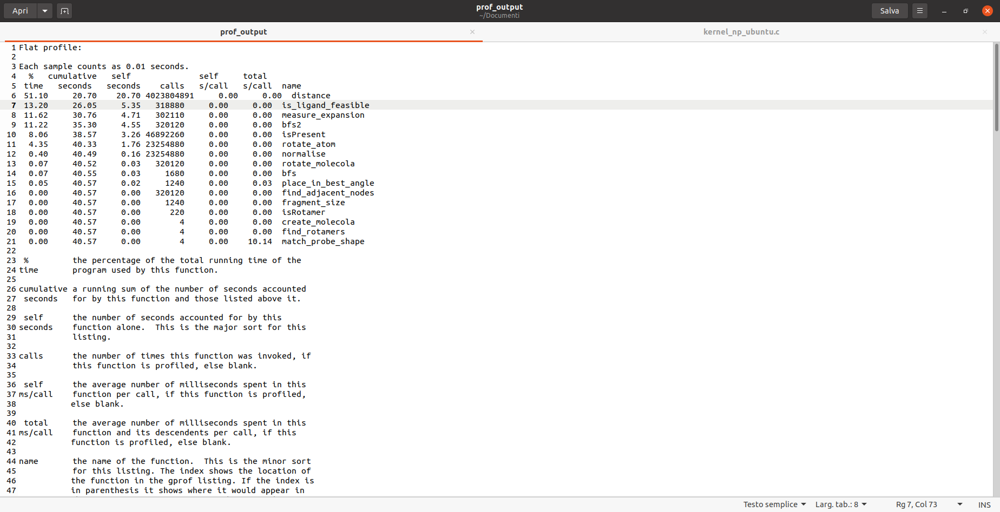 Apri
prof_output
~/Documenti
Salva
prof_output
kernel_np_ubuntu.c
1 Flat profile:
2
3 Each sample counts as 0.01 seconds.
4   %   cumulative   self              self     total
5  time   seconds   seconds    calls   s/call   s/call  name
6  51.10     20.70    20.70 4023804891     0.00     0.00  distance
7  13.20     26.05     5.35   318880     0.00     0.00  is_ligand_feasible
8  11.62     30.76     4.71   302110     0.00     0.00  measure_expansion
9  11.22     35.30     4.55   320120     0.00     0.00  bfs2
10   8.06     38.57     3.26 46892260     0.00     0.00  isPresent
11   4.35     40.33     1.76 23254880     0.00     0.00  rotate_atom
12   0.40     40.49     0.16 23254880     0.00     0.00  normalise
13   0.07     40.52     0.03   320120     0.00     0.00  rotate_molecola
14   0.07     40.55     0.03     1680     0.00     0.00  bfs
15   0.05     40.57     0.02     1240     0.00     0.03  place_in_best_angle
16   0.00     40.57     0.00   320120     0.00     0.00  find_adjacent_nodes
17   0.00     40.57     0.00     1240     0.00     0.00  fragment_size
18   0.00     40.57     0.00      220     0.00     0.00  isRotamer
19   0.00     40.57     0.00        4     0.00     0.00  create_molecola
20   0.00     40.57     0.00        4     0.00     0.00  find_rotamers
21   0.00     40.57     0.00        4     0.00    10.14  match_probe_shape
22
23  %         the percentage of the total running time of the
24 time       program used by this function.
25
26 cumulative a running sum of the number of seconds accounted
27  seconds   for by this function and those listed above it.
28
29  self      the number of seconds accounted for by this
30 seconds    function alone.  This is the major sort for this
31            listing.
32
33 calls      the number of times this function was invoked, if
34            this function is profiled, else blank.
35
36  self      the average number of milliseconds spent in this
37 ms/call    function per call, if this function is profiled,
38            else blank.
39
40  total     the average number of milliseconds spent in this
41 ms/call    function and its descendents per call, if this
42            function is profiled, else blank.
43
44 name       the name of the function.  This is the minor sort
45            for this listing. The index shows the location of
46            the function in the gprof listing. If the index is
47            in parenthesis it shows where it would appear in
Testo semplice
Larg. tab.: 8
Rg 7, Col 73
INS